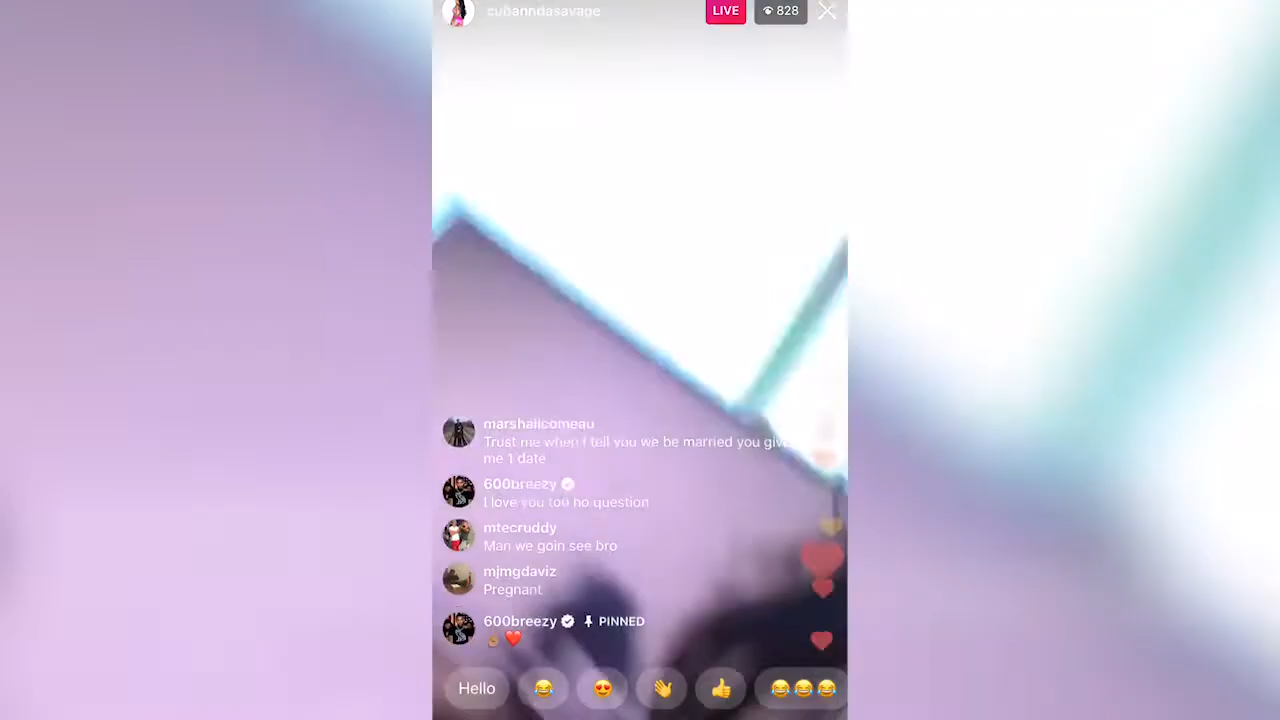 cubanndasavage
LIVE
828
marshallcomeau
Trust me when I tell you we be married you give
me 1 date
600breezy
I love you too no question
mtecruddy
Man we goin see bro
mjmgdaviz
Pregnant
600breezy PINNED
👌🏽❤️
Hello 😂 😍 👋 👍 😂😂😂